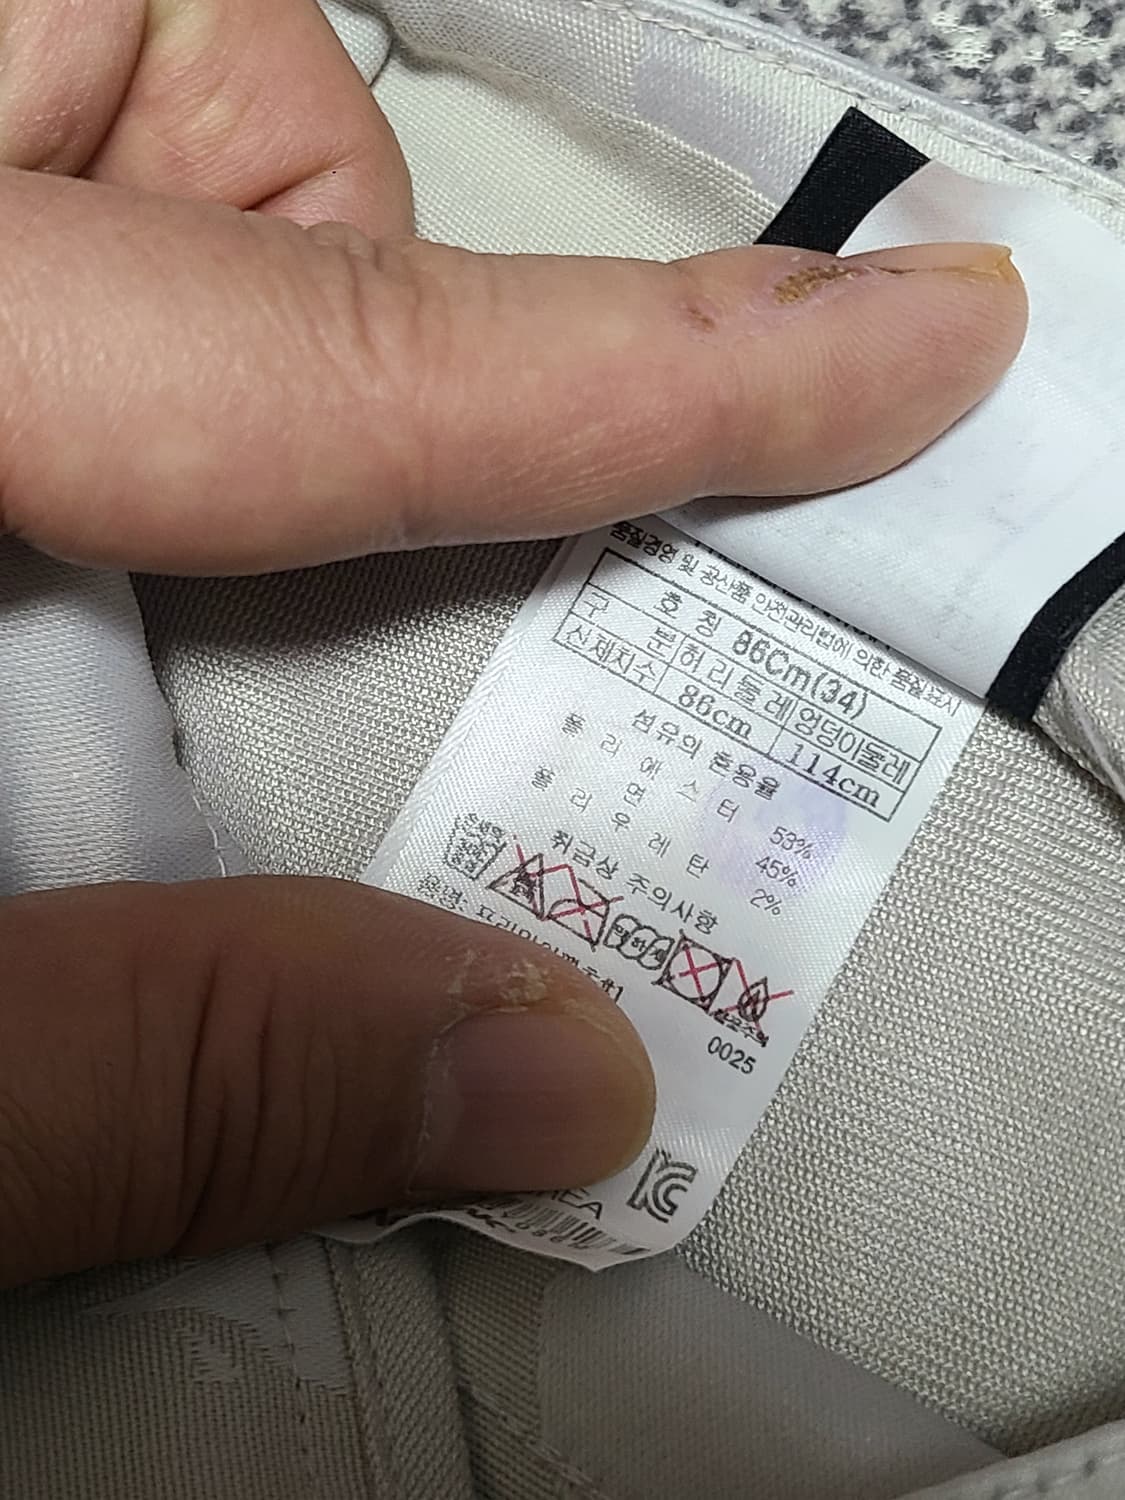 품질경영 및 공산품 안전관리법에 의한 품질표시
호 칭 86Cm(34)
구 분 허리둘레 엉덩이둘레
신체치수 86cm 114cm
섬유의 혼용율
폴 리 에 스 터 53%
면 45%
폴 리 우 레 탄 2%
취급상 주의사항
0025